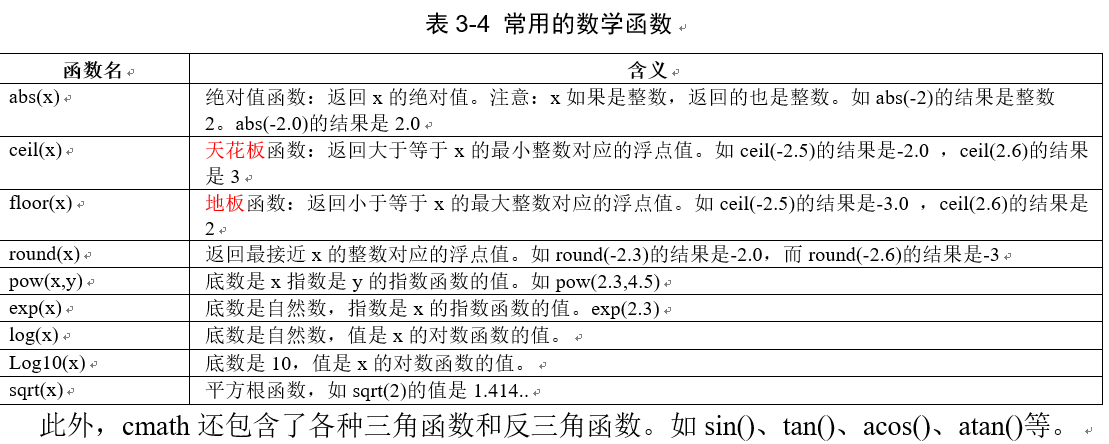 表 3-4 常用的数学函数
函数名 含义
abs(x) 绝对值函数：返回 x 的绝对值。注意：x 如果是整数，返回的也是整数。如 abs(-2)的结果是整数
2。abs(-2.0)的结果是 2.0
ceil(x) 天花板函数：返回大于等于 x 的最小整数对应的浮点值。如 ceil(-2.5)的结果是-2.0 ，ceil(2.6)的结果
是 3
floor(x) 地板函数：返回小于等于 x 的最大整数对应的浮点值。如 ceil(-2.5)的结果是-3.0 ，ceil(2.6)的结果是
2
round(x) 返回最接近 x 的整数对应的浮点值。如 round(-2.3)的结果是-2.0，而 round(-2.6)的结果是-3
pow(x,y) 底数是 x 指数是 y 的指数函数的值。如 pow(2.3,4.5)
exp(x) 底数是自然数，指数是 x 的指数函数的值。exp(2.3)
log(x) 底数是自然数，值是 x 的对数函数的值。
Log10(x) 底数是 10，值是 x 的对数函数的值。
sqrt(x) 平方根函数，如 sqrt(2)的值是 1.414..
此外，cmath 还包含了各种三角函数和反三角函数。如 sin()、tan()、acos()、atan()等。